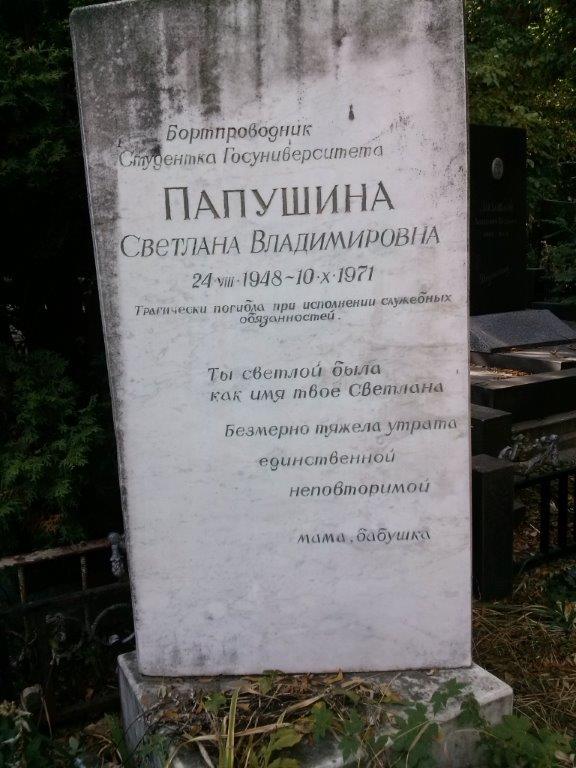 Бортпроводник
Студентка Госуниверситета
ПАПУШИНА
СВЕТЛАНА ВЛАДИМИРОВНА
24·VIII·1948~10·X·1971
Трагически погибла при исполнении служебных
обязанностей.
Ты светлой была
как имя твое Светлана
Безмерно тяжела утрата
единственной
неповторимой
мама, бабушка